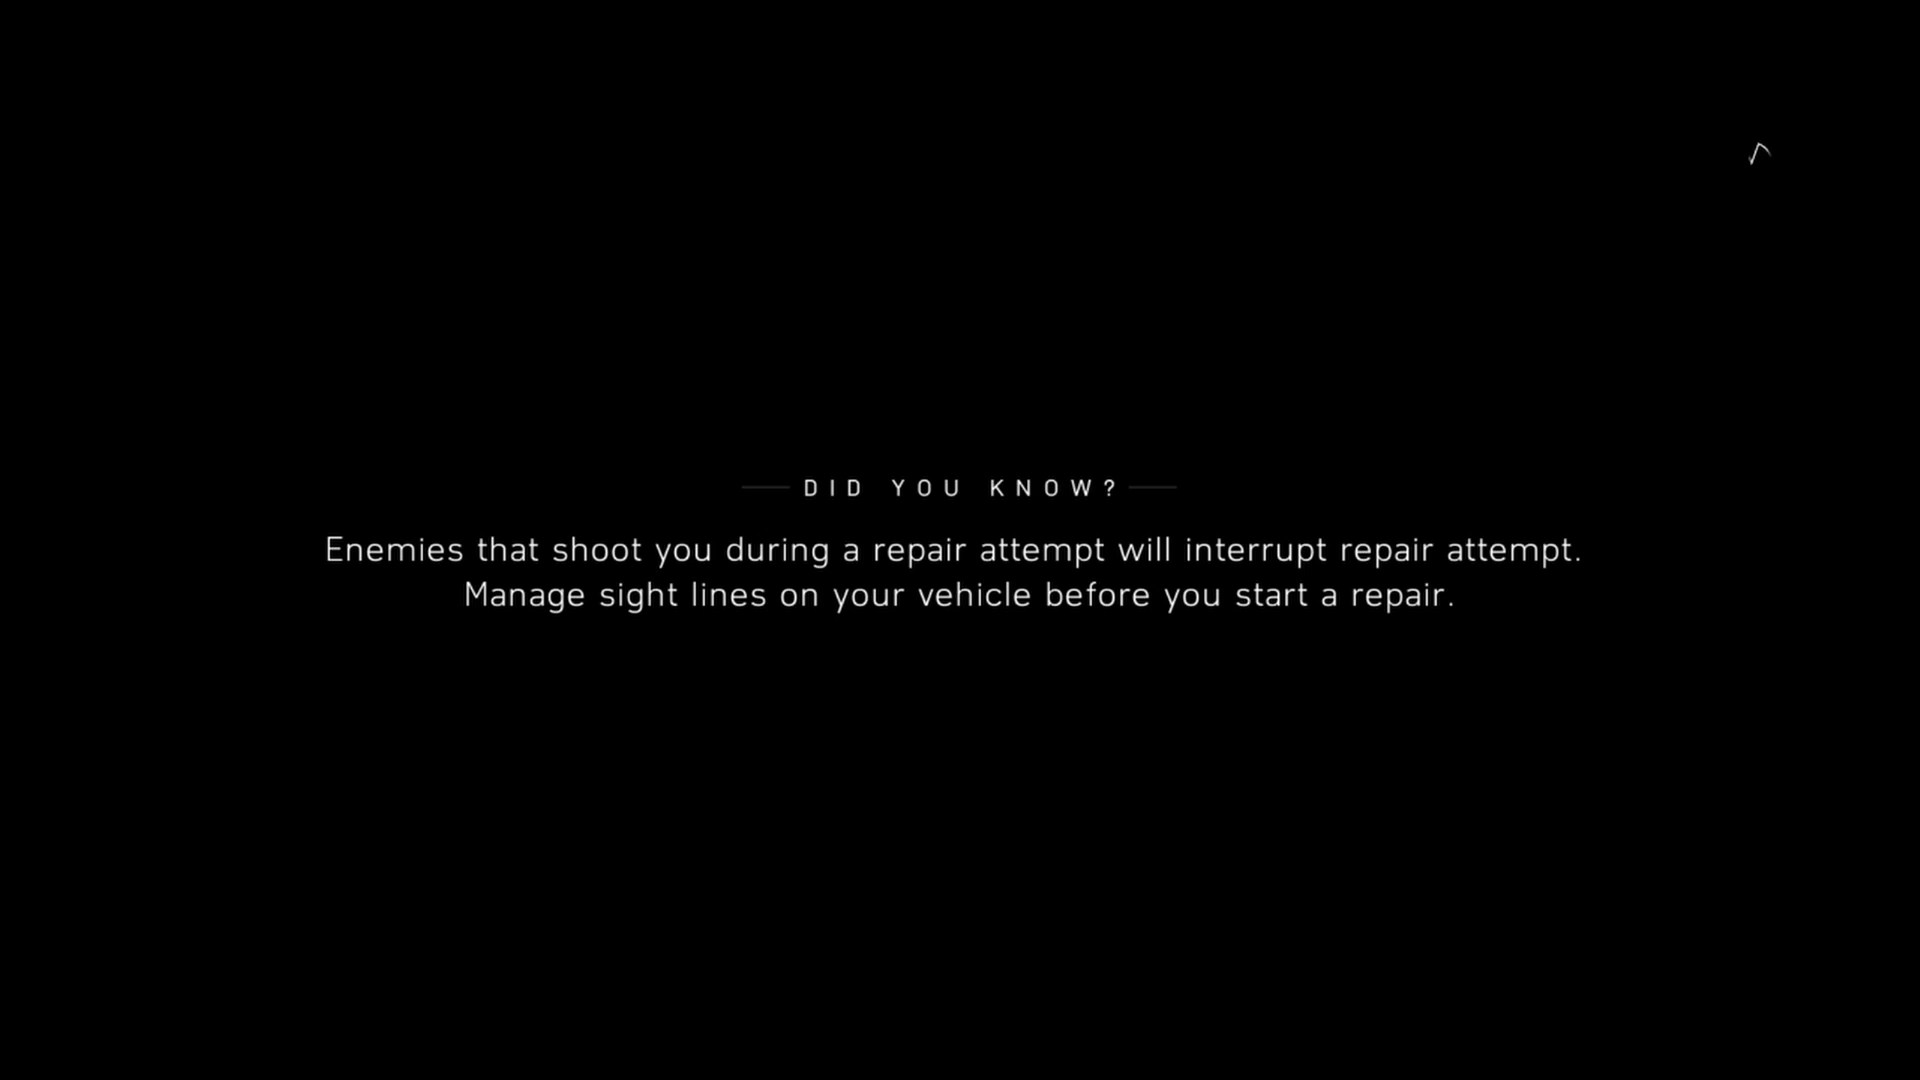 DID YOU KNOW?
Enemies that shoot you during a repair attempt will interrupt repair attempt.
Manage sight lines on your vehicle before you start a repair.